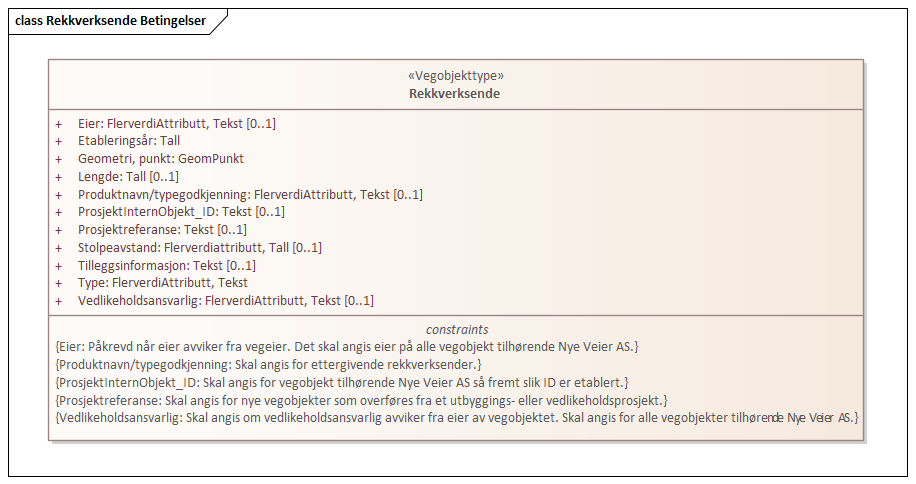 class Rekkverksende Betingelser
«Vegobjekttype»
Rekkverksende
+ Eier: FlerverdiAttributt, Tekst [0..1]
+ Etableringsår: Tall
+ Geometri, punkt: GeomPunkt
+ Lengde: Tall [0..1]
+ Produktnavn/typegodkjenning: FlerverdiAttributt, Tekst [0..1]
+ ProsjektInternObjekt_ID: Tekst [0..1]
+ Prosjektreferanse: Tekst [0..1]
+ Stolpeavstand: Flerverdiattributt, Tall [0..1]
+ Tilleggsinformasjon: Tekst [0..1]
+ Type: FlerverdiAttributt, Tekst
+ Vedlikeholdsansvarlig: FlerverdiAttributt, Tekst [0..1]
constraints
{Eier: Påkrevd når eier avviker fra vegeier. Det skal angis eier på alle vegobjekt tilhørende Nye Veier AS.}
{Produktnavn/typegodkjenning: Skal angis for ettergivende rekkverksender.}
{ProsjektInternObjekt_ID: Skal angis for vegobjekt tilhørende Nye Veier AS så fremt slik ID er etablert.}
{Prosjektreferanse: Skal angis for nye vegobjekter som overføres fra et utbyggings- eller vedlikeholdsprosjekt.}
{Vedlikeholdsansvarlig: Skal angis om vedlikeholdsansvarlig avviker fra eier av vegobjektet. Skal angis for alle vegobjekter tilhørende Nye Veier AS.}